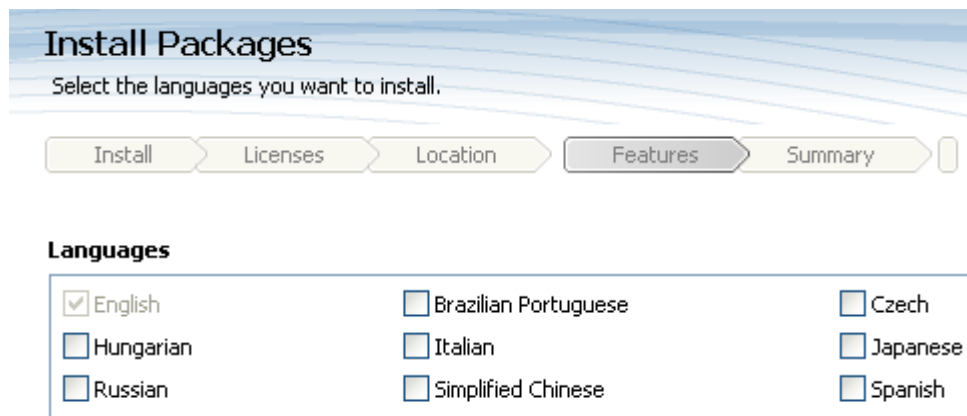 Install Packages
Select the languages you want to install.
Install Licenses Location Features Summary
Languages
English Brazilian Portuguese Czech
Hungarian Italian Japanese
Russian Simplified Chinese Spanish